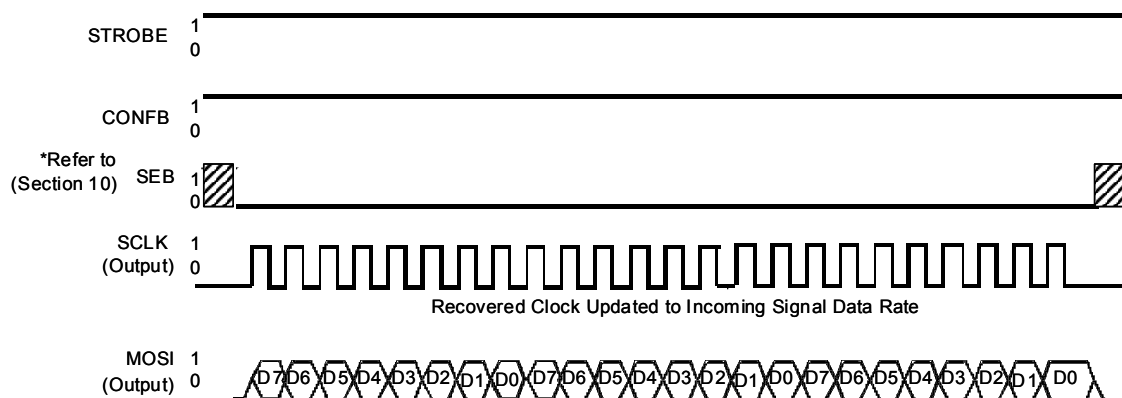 STROBE 1
0
CONFB 1
0
*Refer to
(Section 10) SEB 1
0
SCLK 1
(Output) 0
Recovered Clock Updated to Incoming Signal Data Rate
MOSI 1
(Output) 0
D7 D6 D5 D4 D3 D2 D1 D0 D7 D6 D5 D4 D3 D2 D1 D0 D7 D6 D5 D4 D3 D2 D1 D0